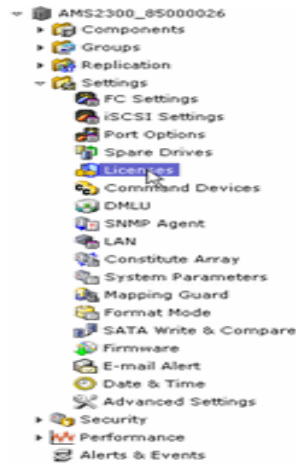 AMS2300_85000026
Components
Groups
Replication
Settings
FC Settings
iSCSI Settings
Port Options
Spare Drives
Licenses
Command Devices
DMLU
SNMP Agent
LAN
Constitute Array
System Parameters
Mapping Guard
Format Mode
SATA Write & Compare
Firmware
E-mail Alert
Date & Time
Advanced Settings
Security
Performance
Alerts & Events